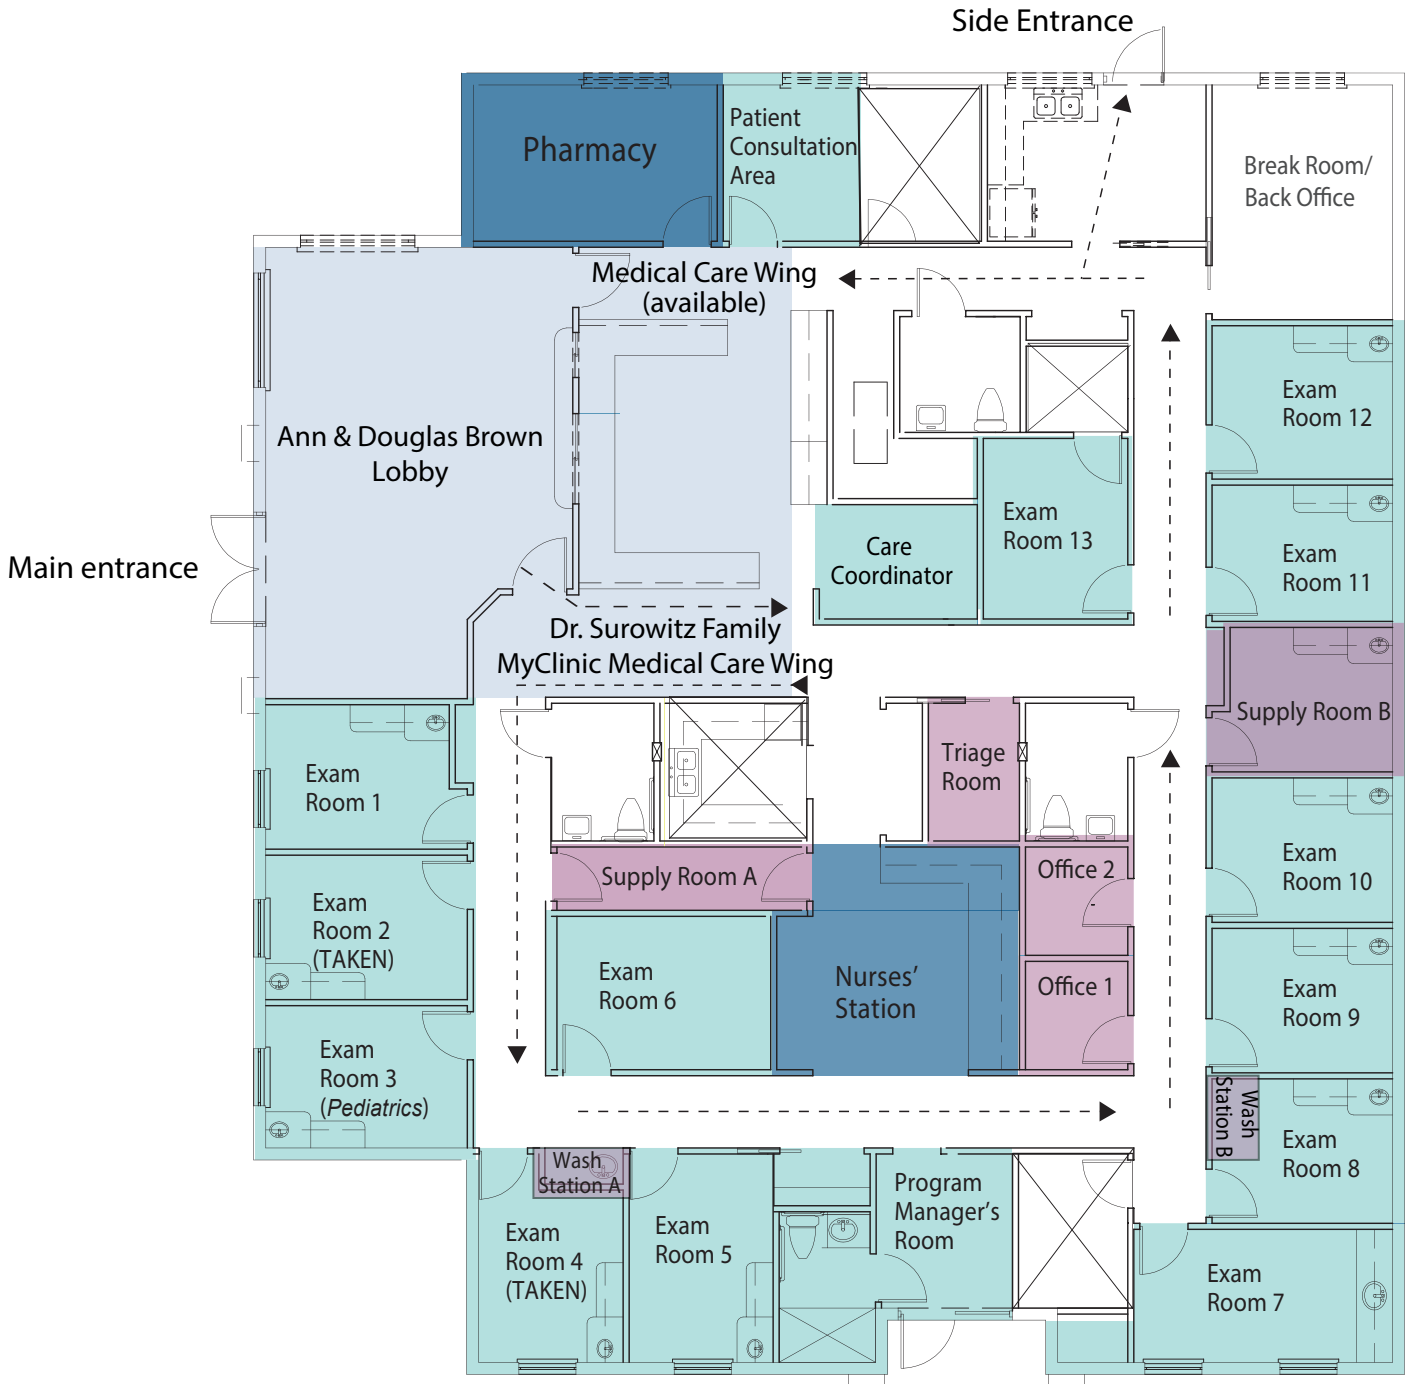 Side Entrance
Pharmacy
Patient
Consultation
Area
Break Room/
Back Office
Medical Care Wing
(available)
Ann & Douglas Brown
Lobby
Main entrance
Exam
Room 12
Exam
Room 13
Care
Coordinator
Exam
Room 11
Dr. Surowitz Family
MyClinic Medical Care Wing
Supply Room B
Exam
Room 1
Triage
Room
Supply Room A
Office 2
Exam
Room 10
Exam
Room 2
(TAKEN)
Exam
Room 6
Nurses’
Station
Office 1
Exam
Room 9
Exam
Room 3
(Pediatrics)
Wash
Station B
Exam
Room 8
Wash
Station A
Exam
Room 4
(TAKEN)
Exam
Room 5
Program
Manager’s
Room
Exam
Room 7